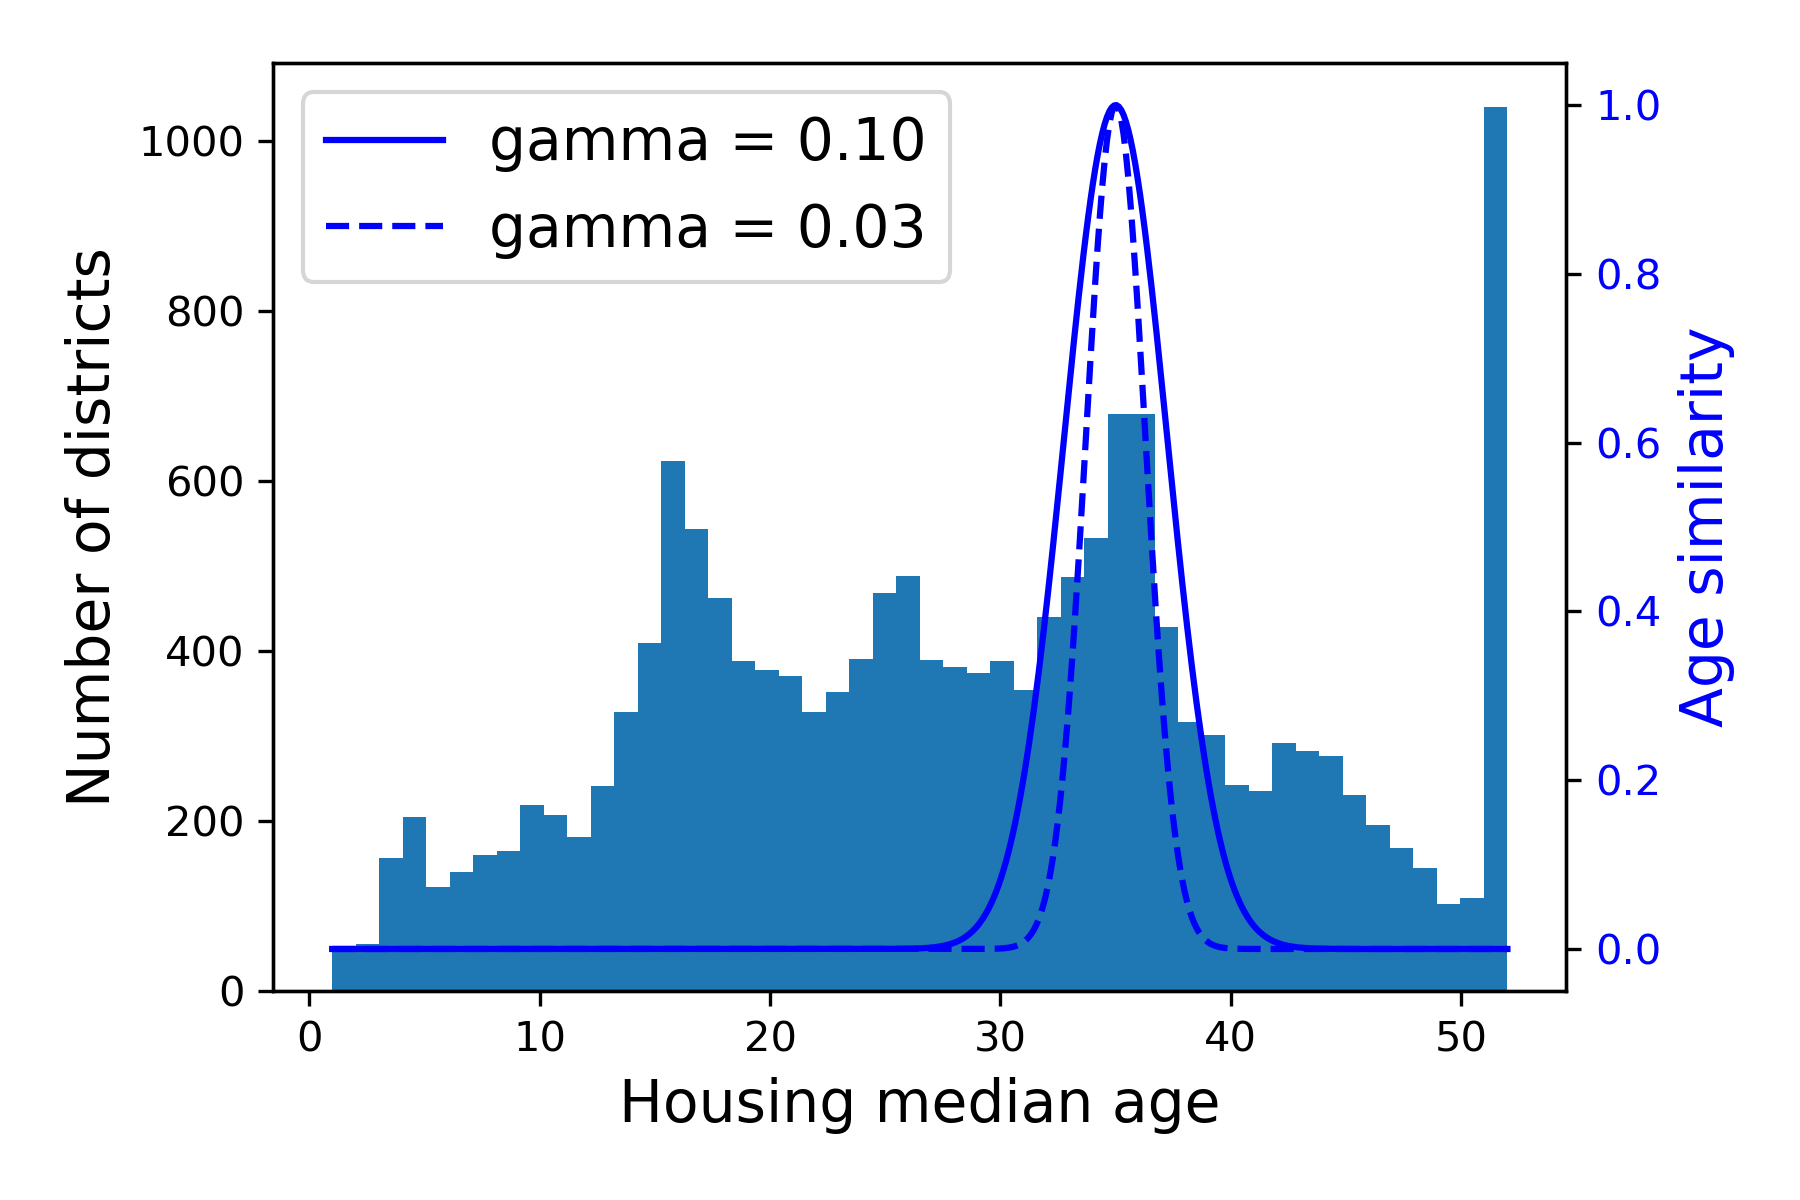 gamma = 0.10
gamma = 0.03
Number of districts
1000
800
600
400
200
0
0 10 20 30 40 50
Housing median age
1.0
0.8
0.6
0.4
0.2
0.0
Age similarity